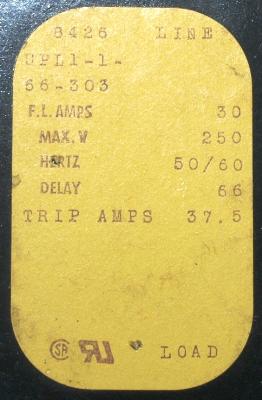 8426 LINE
UPL1-1-
66-303
F.L. AMPS 30
MAX. V 250
HERTZ 50/60
DELAY 66
TRIP AMPS 37.5
LOAD